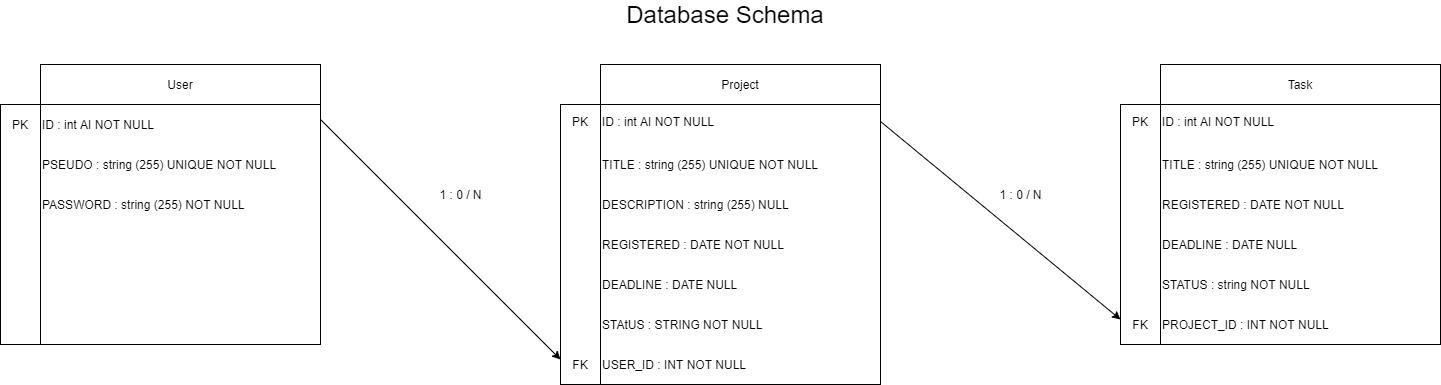 Database Schema
User
PK
ID : int AI NOT NULL
PSEUDO : string (255) UNIQUE NOT NULL
PASSWORD : string (255) NOT NULL
1 : 0 / N
Project
PK
ID : int AI NOT NULL
TITLE : string (255) UNIQUE NOT NULL
DESCRIPTION : string (255) NULL
REGISTERED : DATE NOT NULL
DEADLINE : DATE NULL
STAtUS : STRING NOT NULL
FK
USER_ID : INT NOT NULL
1 : 0 / N
Task
PK
ID : int AI NOT NULL
TITLE : string (255) UNIQUE NOT NULL
REGISTERED : DATE NOT NULL
DEADLINE : DATE NULL
STATUS : string NOT NULL
FK
PROJECT_ID : INT NOT NULL